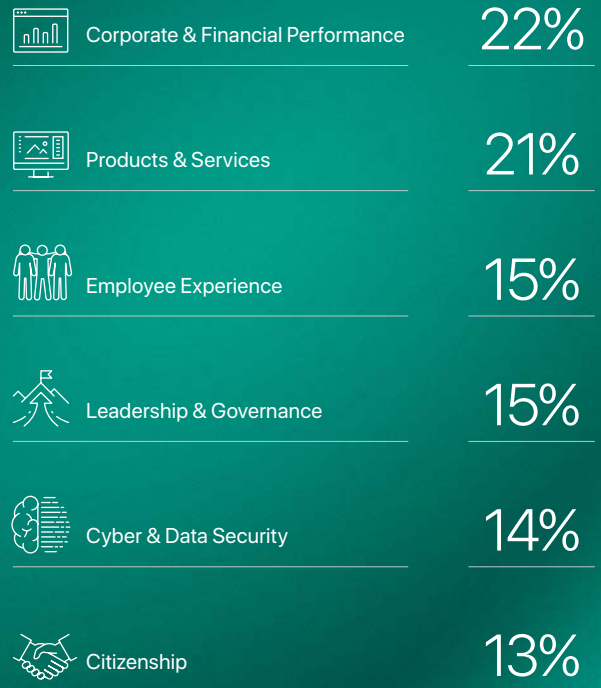 Corporate & Financial Performance 22%
Products & Services 21%
Employee Experience 15%
Leadership & Governance 15%
Cyber & Data Security 14%
Citizenship 13%